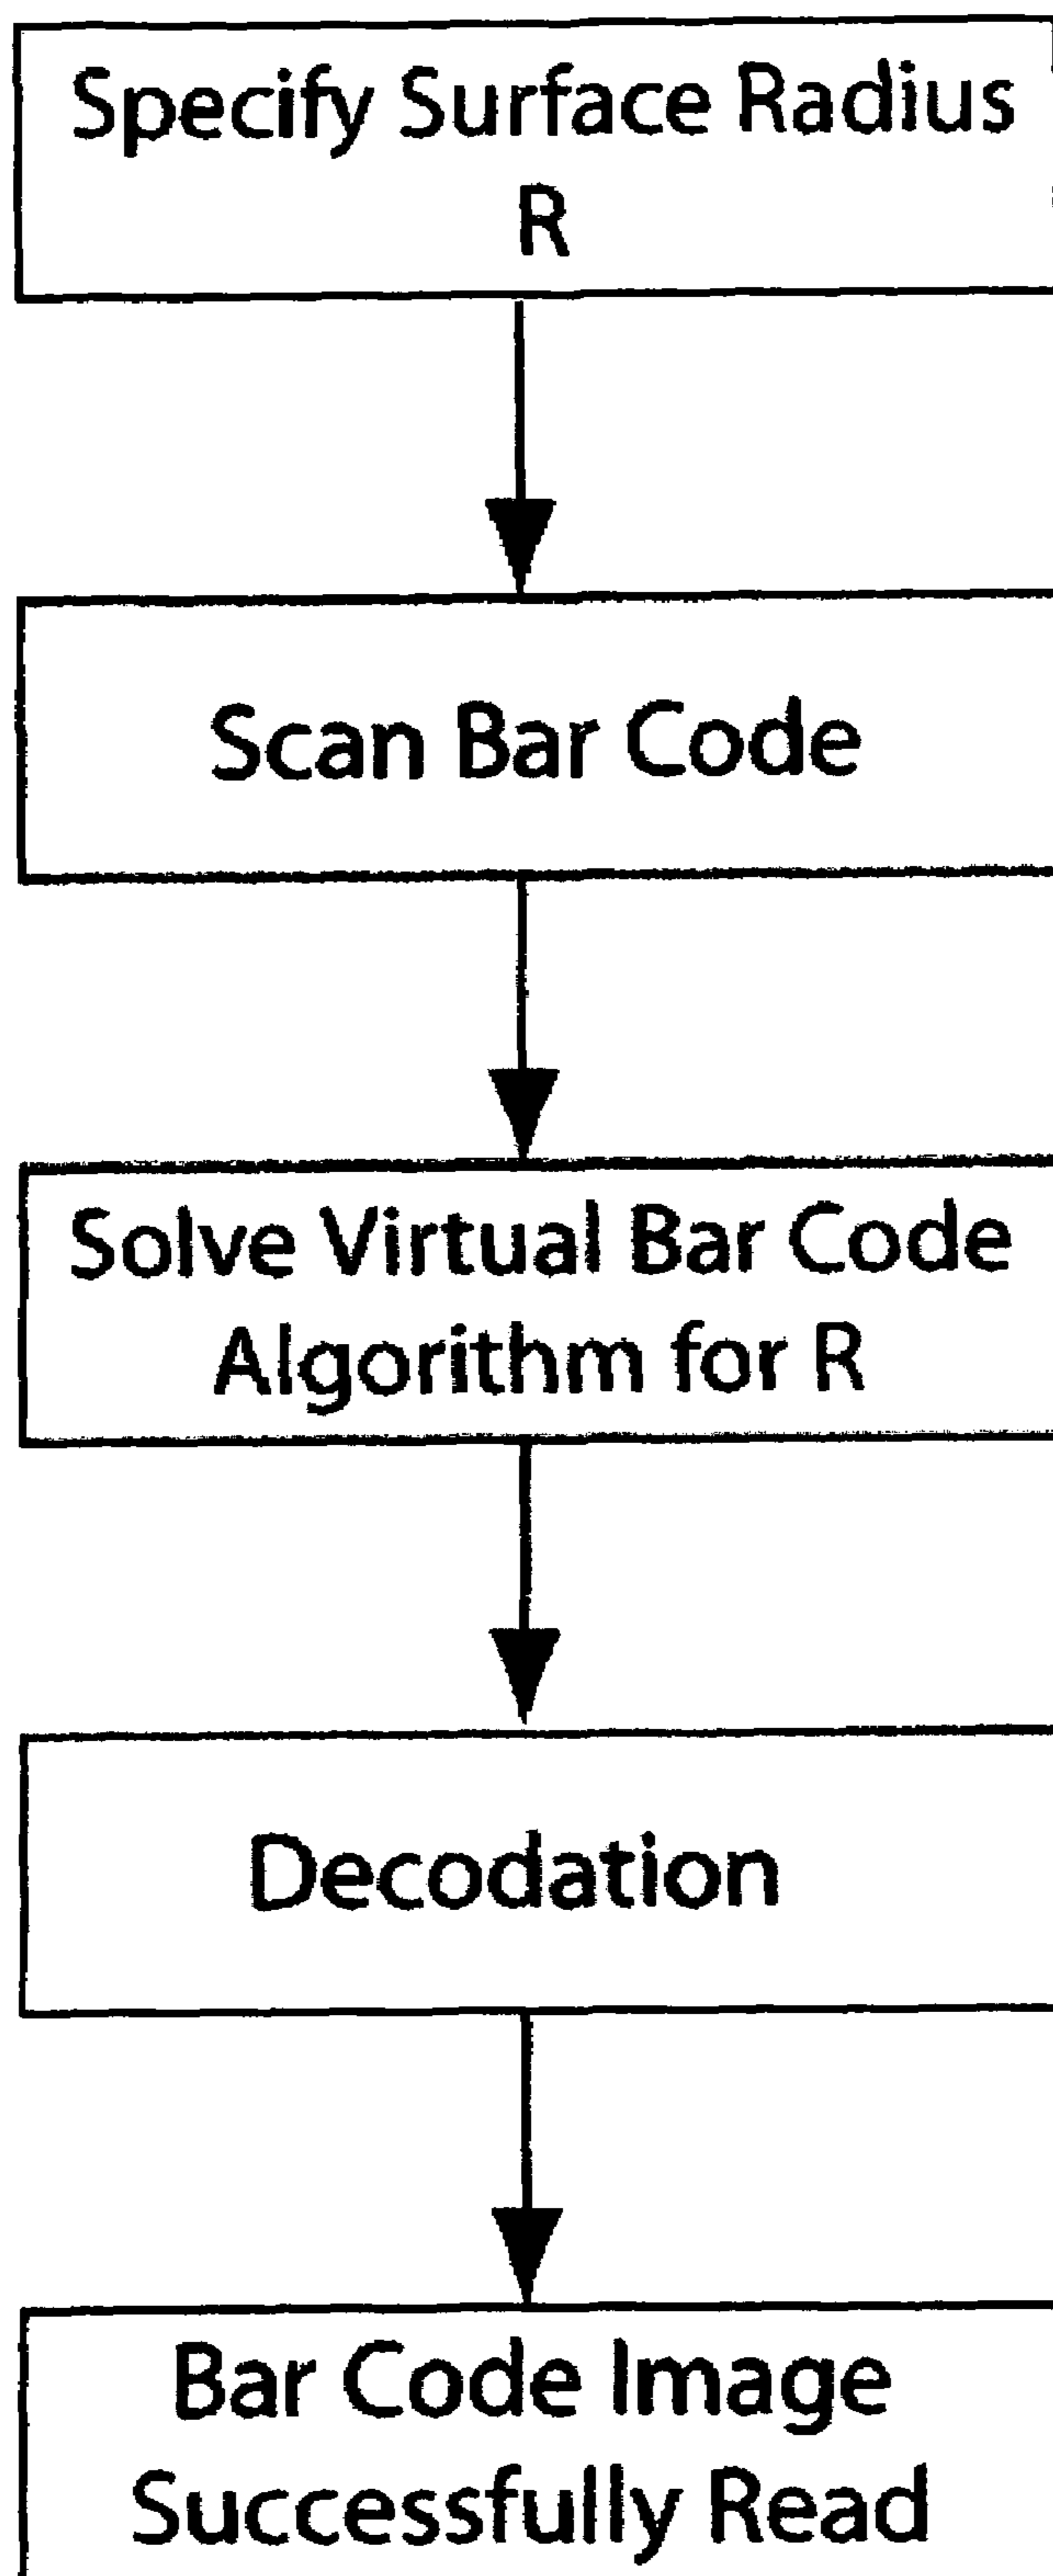 Specify Surface Radius
R
Scan Bar Code
Solve Virtual Bar Code
Algorithm for R
Decodation
Bar Code Image
Successfully Read